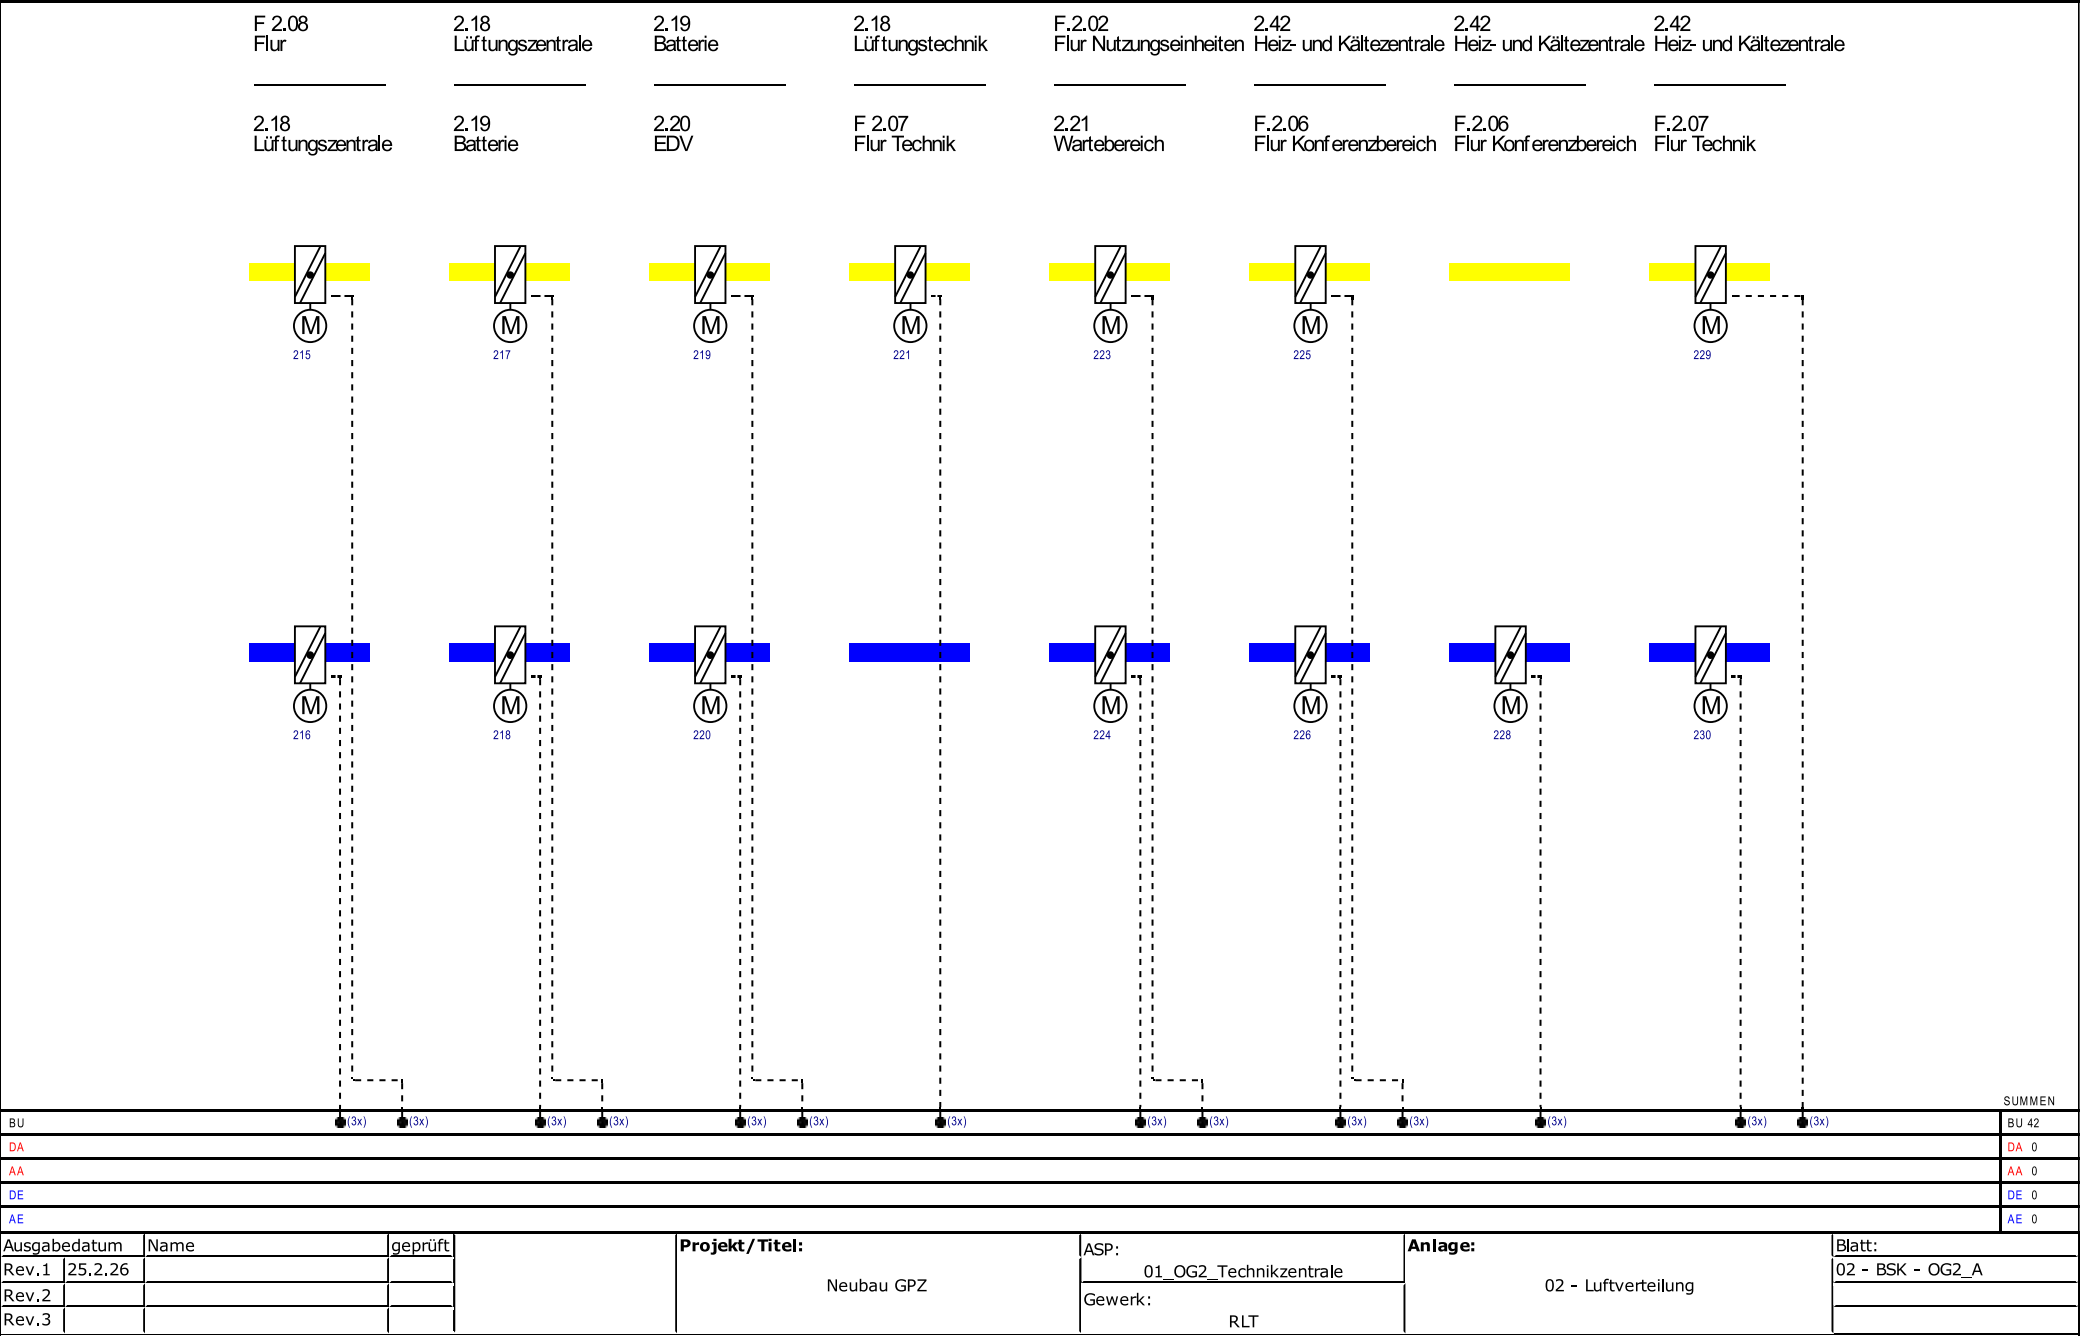 F 2.08
Flur
2.18
Lüftungszentrale
2.19
Batterie
2.18
Lüftungstechnik
F.2.02
Flur Nutzungseinheiten
2.42
Heiz- und Kältezentrale
2.42
Heiz- und Kältezentrale
2.42
Heiz- und Kältezentrale
2.18
Lüftungszentrale
2.19
Batterie
2.20
EDV
F 2.07
Flur Technik
2.21
Wartebereich
F.2.06
Flur Konferenzbereich
F.2.06
Flur Konferenzbereich
F.2.07
Flur Technik
M M M M M M M
215 217 219 221 223 225 229
M M M M M M M
216 218 220 224 226 228 230
SUMMEN
BU (3x) (3x) (3x) (3x) (3x) (3x) (3x) (3x) (3x) (3x) (3x) (3x) (3x) (3x) BU 42
DA DA 0
AA AA 0
DE DE 0
AE AE 0
Ausgabedatum Name geprüft
Rev.1 25.2.26
Rev.2
Rev.3
Projekt/Titel:
Neubau GPZ
ASP:
01_OG2_Technikzentrale
Gewerk:
RLT
Anlage:
02 - Luftverteilung
Blatt:
02 - BSK - OG2_A